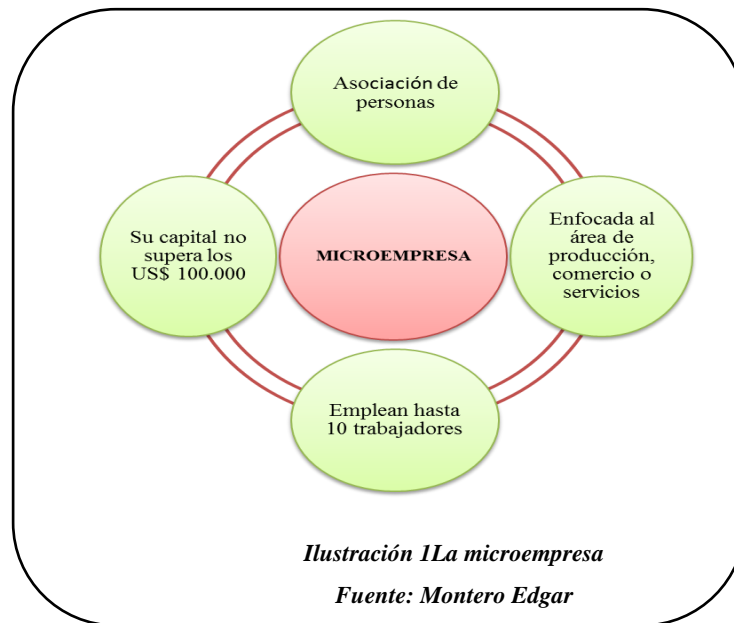 Asociación de
personas
Su capital no
supera los
US$ 100.000
MICROEMPRESA
Enfocada al
área de
producción,
comercio o
servicios
Emplean hasta
10 trabajadores
Ilustración 1La microempresa
Fuente: Montero Edgar